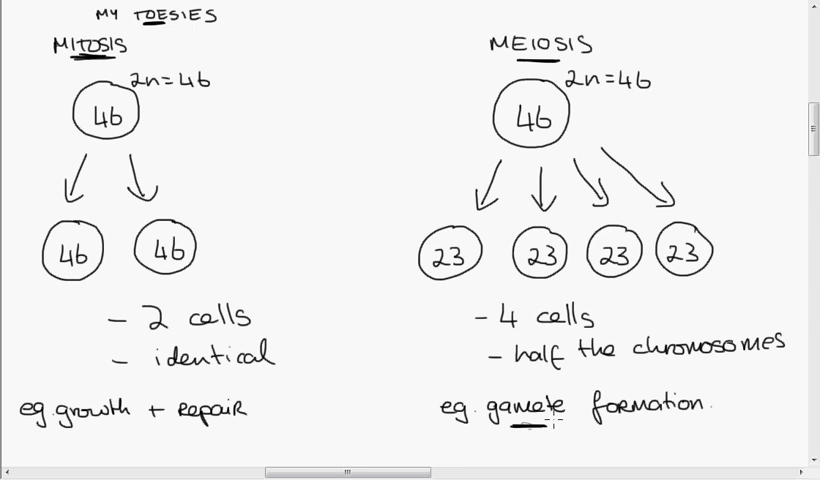 MY TOESIES
MITOSIS
2n=46
46
46 46
- 2 cells
- identical
eg. growth + repair
MEIOSIS
2n=46
46
23 23 23 23
- 4 cells
- half the chromosomes
eg. gamete formation.